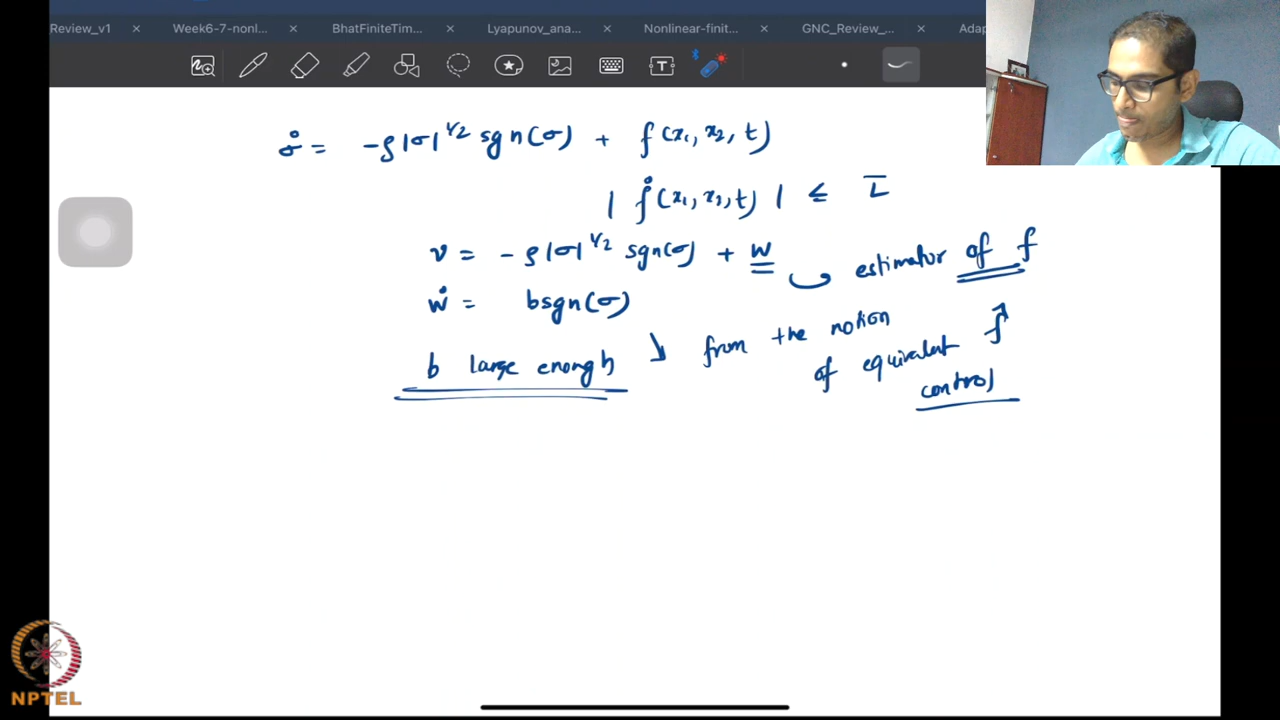 Review_v1 × Week6-7-nonl... × BhatFiniteTim... × Lyapunov_ana... × Nonlinear-finit... × GNC_Review_... × Adap
σ̇ = -ρ|σ|^1/2 sgn(σ) + f(x₁, x₂, t)
| ḟ(x₁, x₂, t) | ≤ L̄
v = -ρ|σ|^1/2 sgn(σ) + w
estimator of f
ẇ = bsgn(σ)
b large enough
from the notion
of equivalent f̂
control
NPTEL